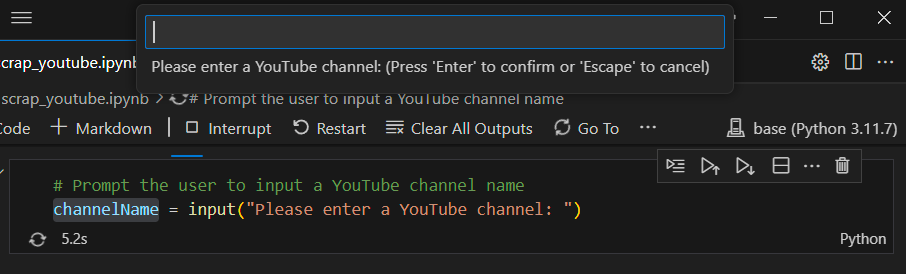 Please enter a YouTube channel: (Press 'Enter' to confirm or 'Escape' to cancel)
scrap_youtube.ipynb
scrap_youtube.ipynb > # Prompt the user to input a YouTube channel name
Code + Markdown | Interrupt Restart Clear All Outputs Go To ... base (Python 3.11.7)
# Prompt the user to input a YouTube channel name
channelName = input("Please enter a YouTube channel: ")
5.2s Python